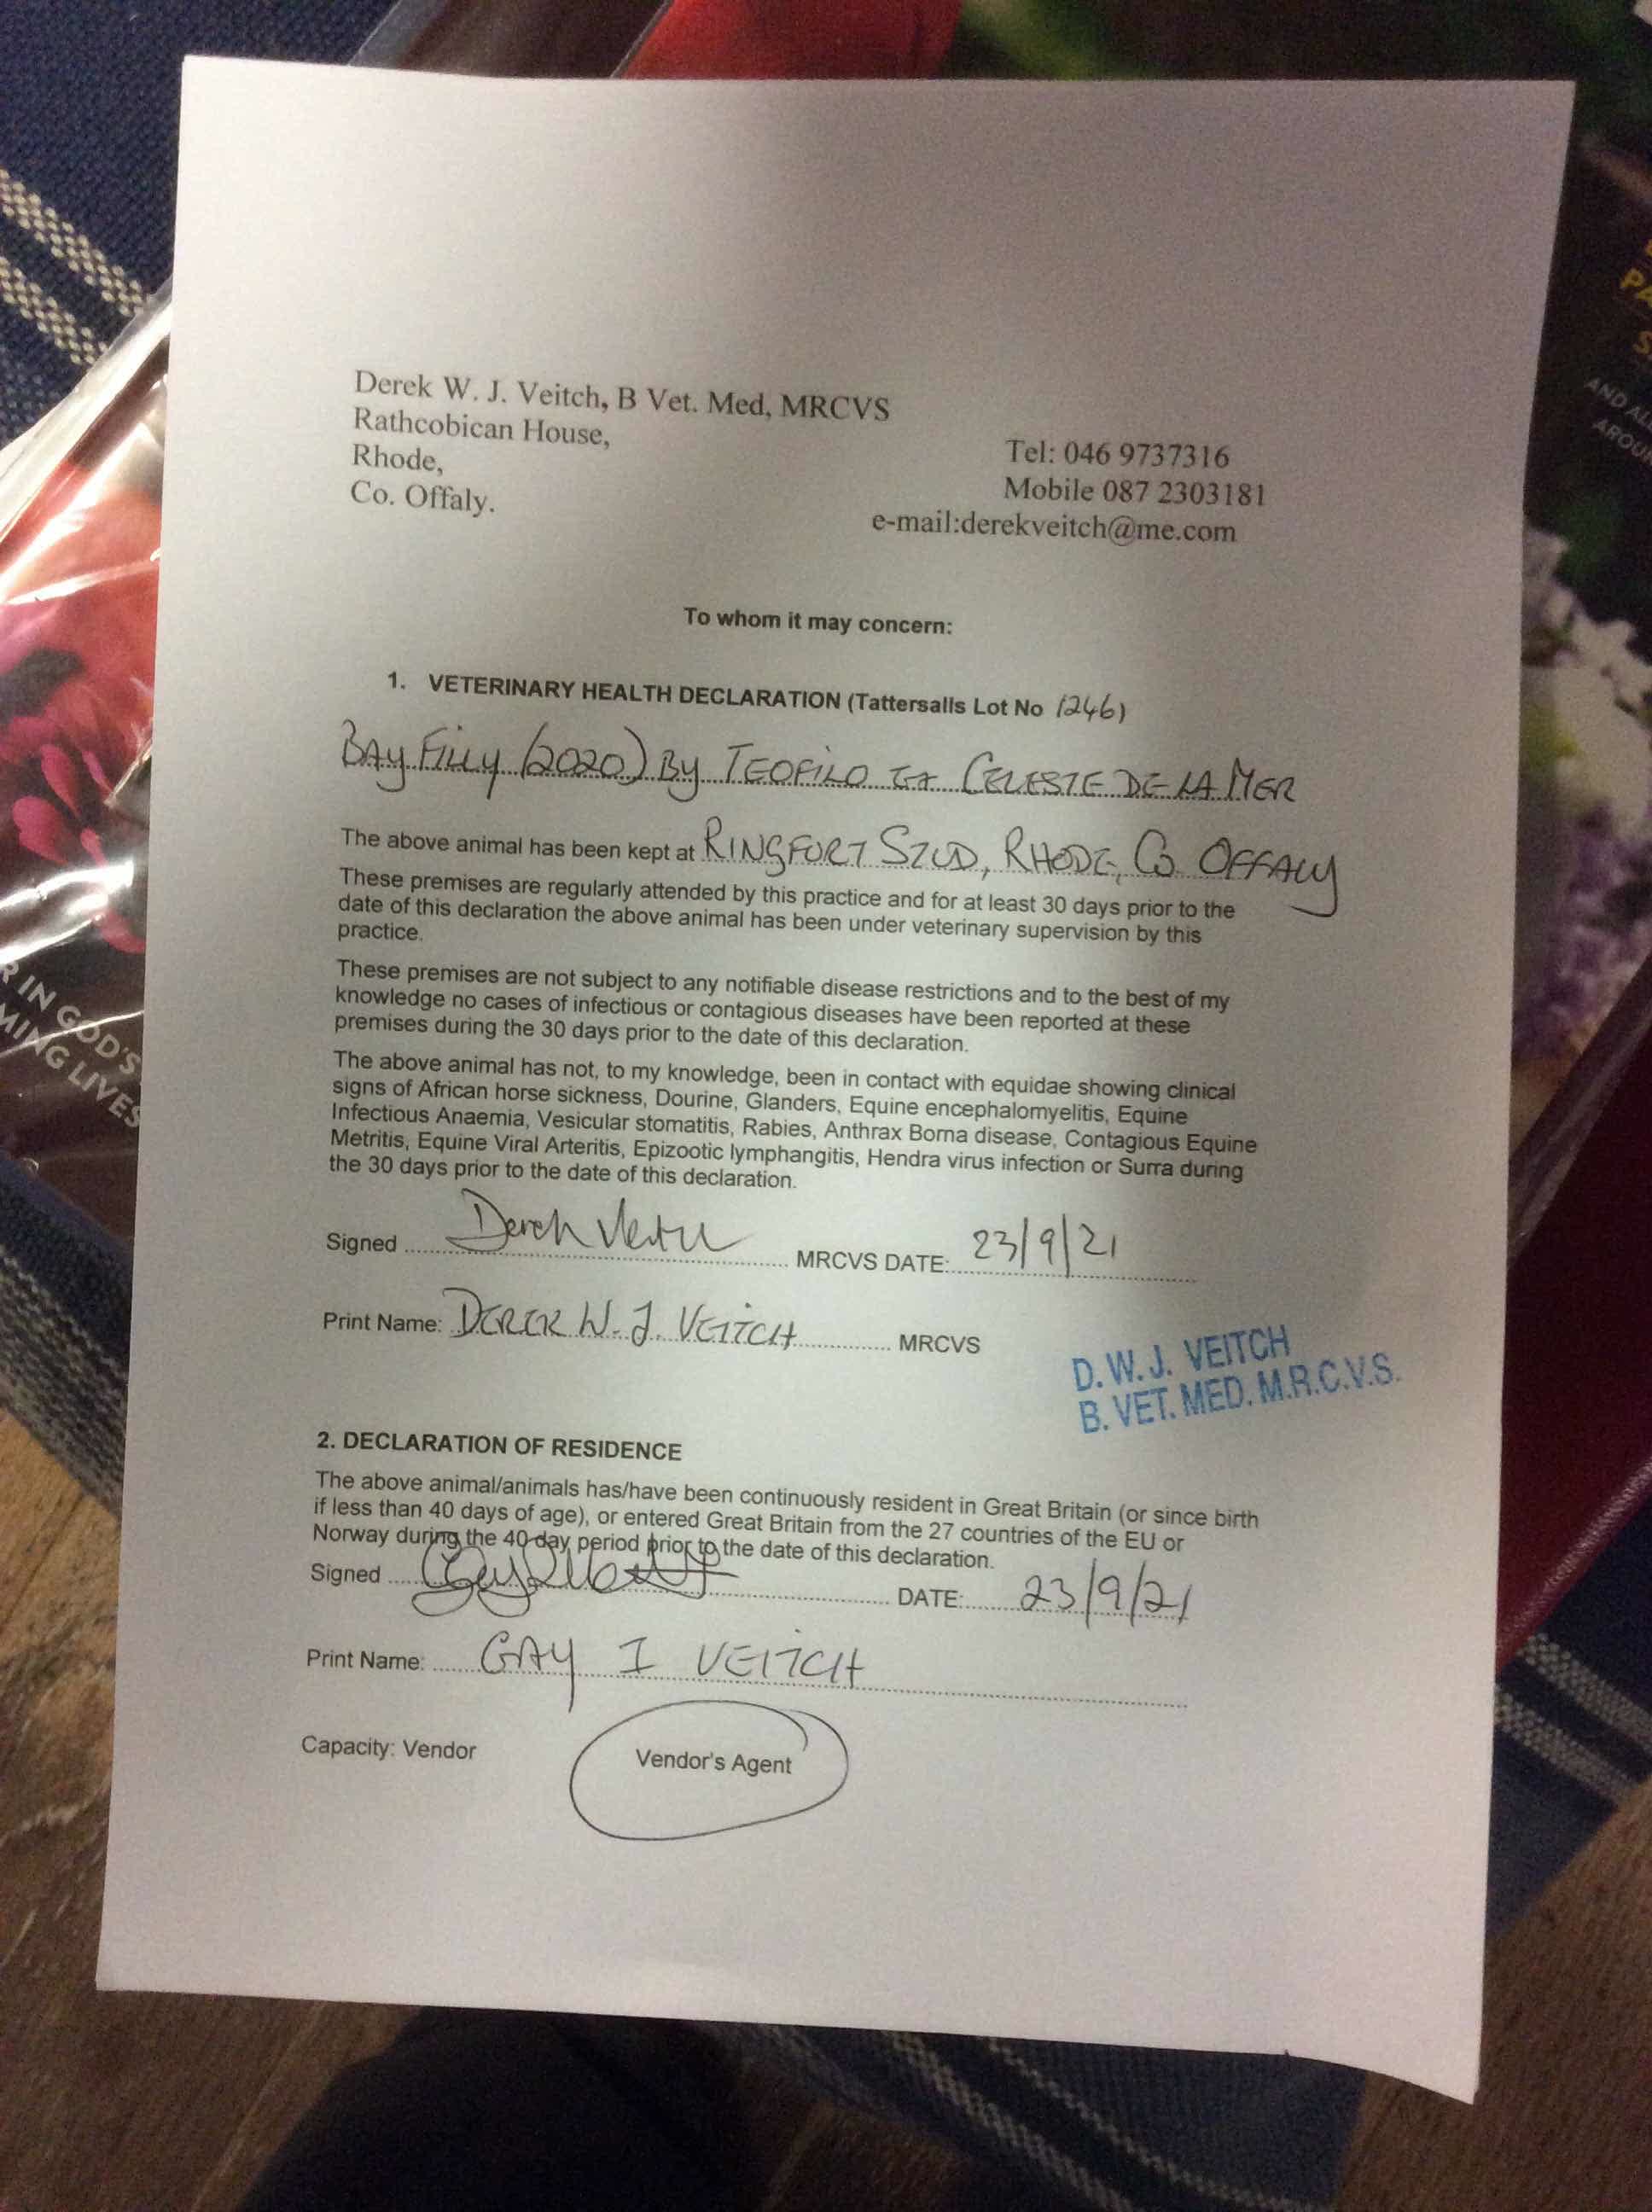 Derek W. J. Veitch, B Vet. Med, MRCVS
Rathcobican House,
Rhode,
Co. Offaly.
Tel: 046 9737316
Mobile 087 2303181
e-mail:derekveitch@me.com
To whom it may concern:
1. VETERINARY HEALTH DECLARATION (Tattersalls Lot No 1246)
BAY FILLY (2020) BY TEOFILO EX CELESTE DE LA MER
The above animal has been kept at RINGFORT STUD, RHODE, Co. OFFALY
These premises are regularly attended by this practice and for at least 30 days prior to the
date of this declaration the above animal has been under veterinary supervision by this
practice.
These premises are not subject to any notifiable disease restrictions and to the best of my
knowledge no cases of infectious or contagious diseases have been reported at these
premises during the 30 days prior to the date of this declaration.
The above animal has not, to my knowledge, been in contact with equidae showing clinical
signs of African horse sickness, Dourine, Glanders, Equine encephalomyelitis, Equine
Infectious Anaemia, Vesicular stomatitis, Rabies, Anthrax Borna disease, Contagious Equine
Metritis, Equine Viral Arteritis, Epizootic lymphangitis, Hendra virus infection or Surra during
the 30 days prior to the date of this declaration.
Signed Derek Veitch MRCVS DATE: 23/9/21
Print Name: DEREK W. J. VEITCH MRCVS
D. W. J. VEITCH
B. VET. MED. M.R.C.V.S.
2. DECLARATION OF RESIDENCE
The above animal/animals has/have been continuously resident in Great Britain (or since birth
if less than 40 days of age), or entered Great Britain from the 27 countries of the EU or
Norway during the 40 day period prior to the date of this declaration.
Signed DATE: 23/9/21
Print Name: GAY I VEITCH
Capacity: Vendor Vendor's Agent
IN GOD'S
MING LIVES
AND AL
AROU